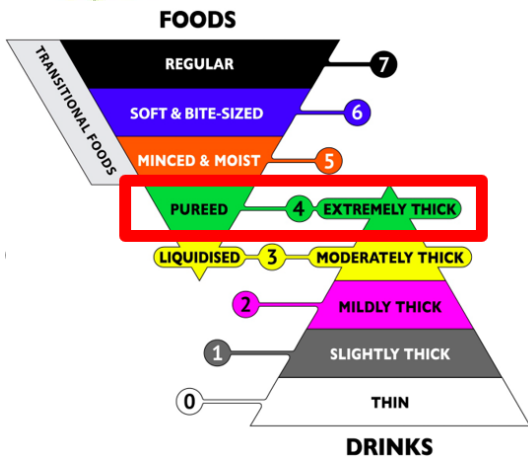 FOODS
TRANSITIONAL FOODS
REGULAR 7
SOFT & BITE-SIZED 6
MINCED & MOIST 5
PUREED 4 EXTREMELY THICK
LIQUIDISED 3 MODERATELY THICK
2 MILDLY THICK
1 SLIGHTLY THICK
0 THIN
DRINKS